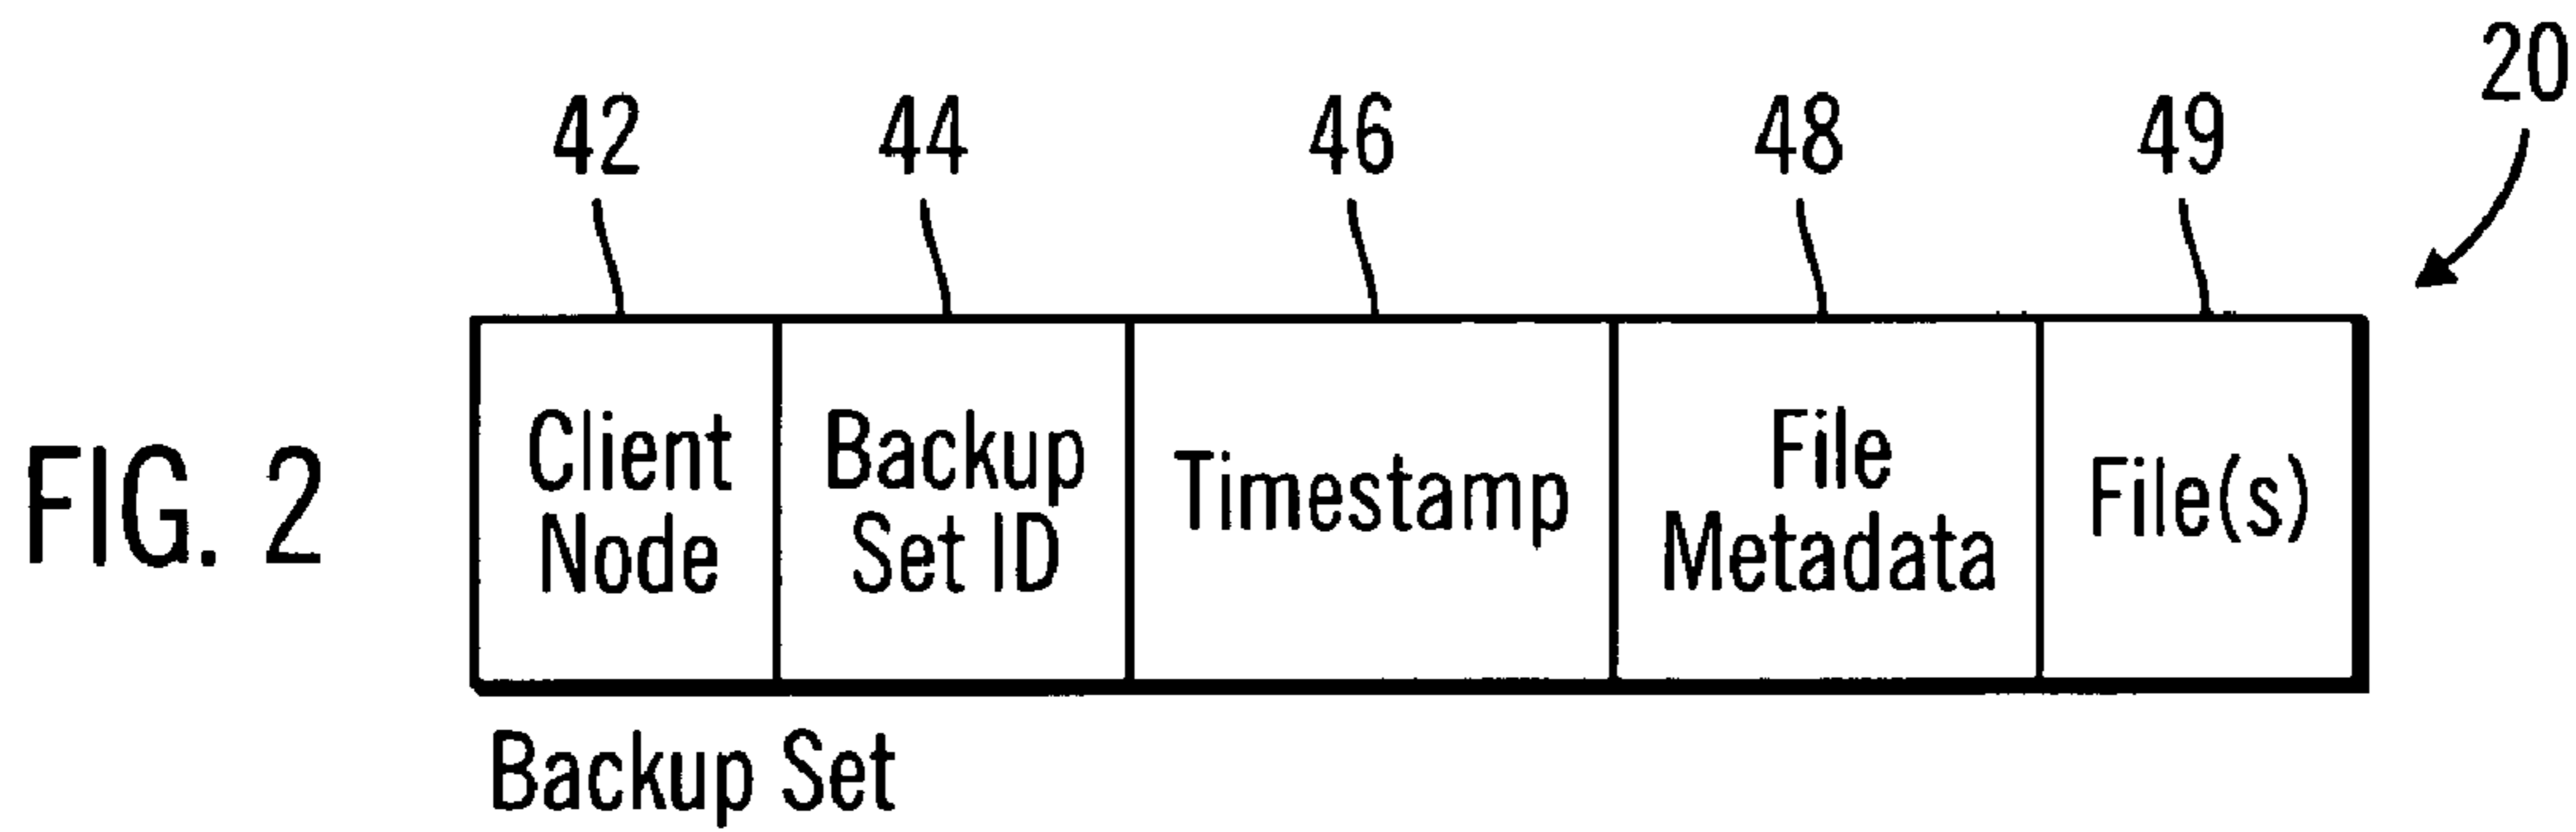 20
42 44 46 48 49
FIG. 2
Client Node
Backup Set ID
Timestamp
File Metadata
File(s)
Backup Set